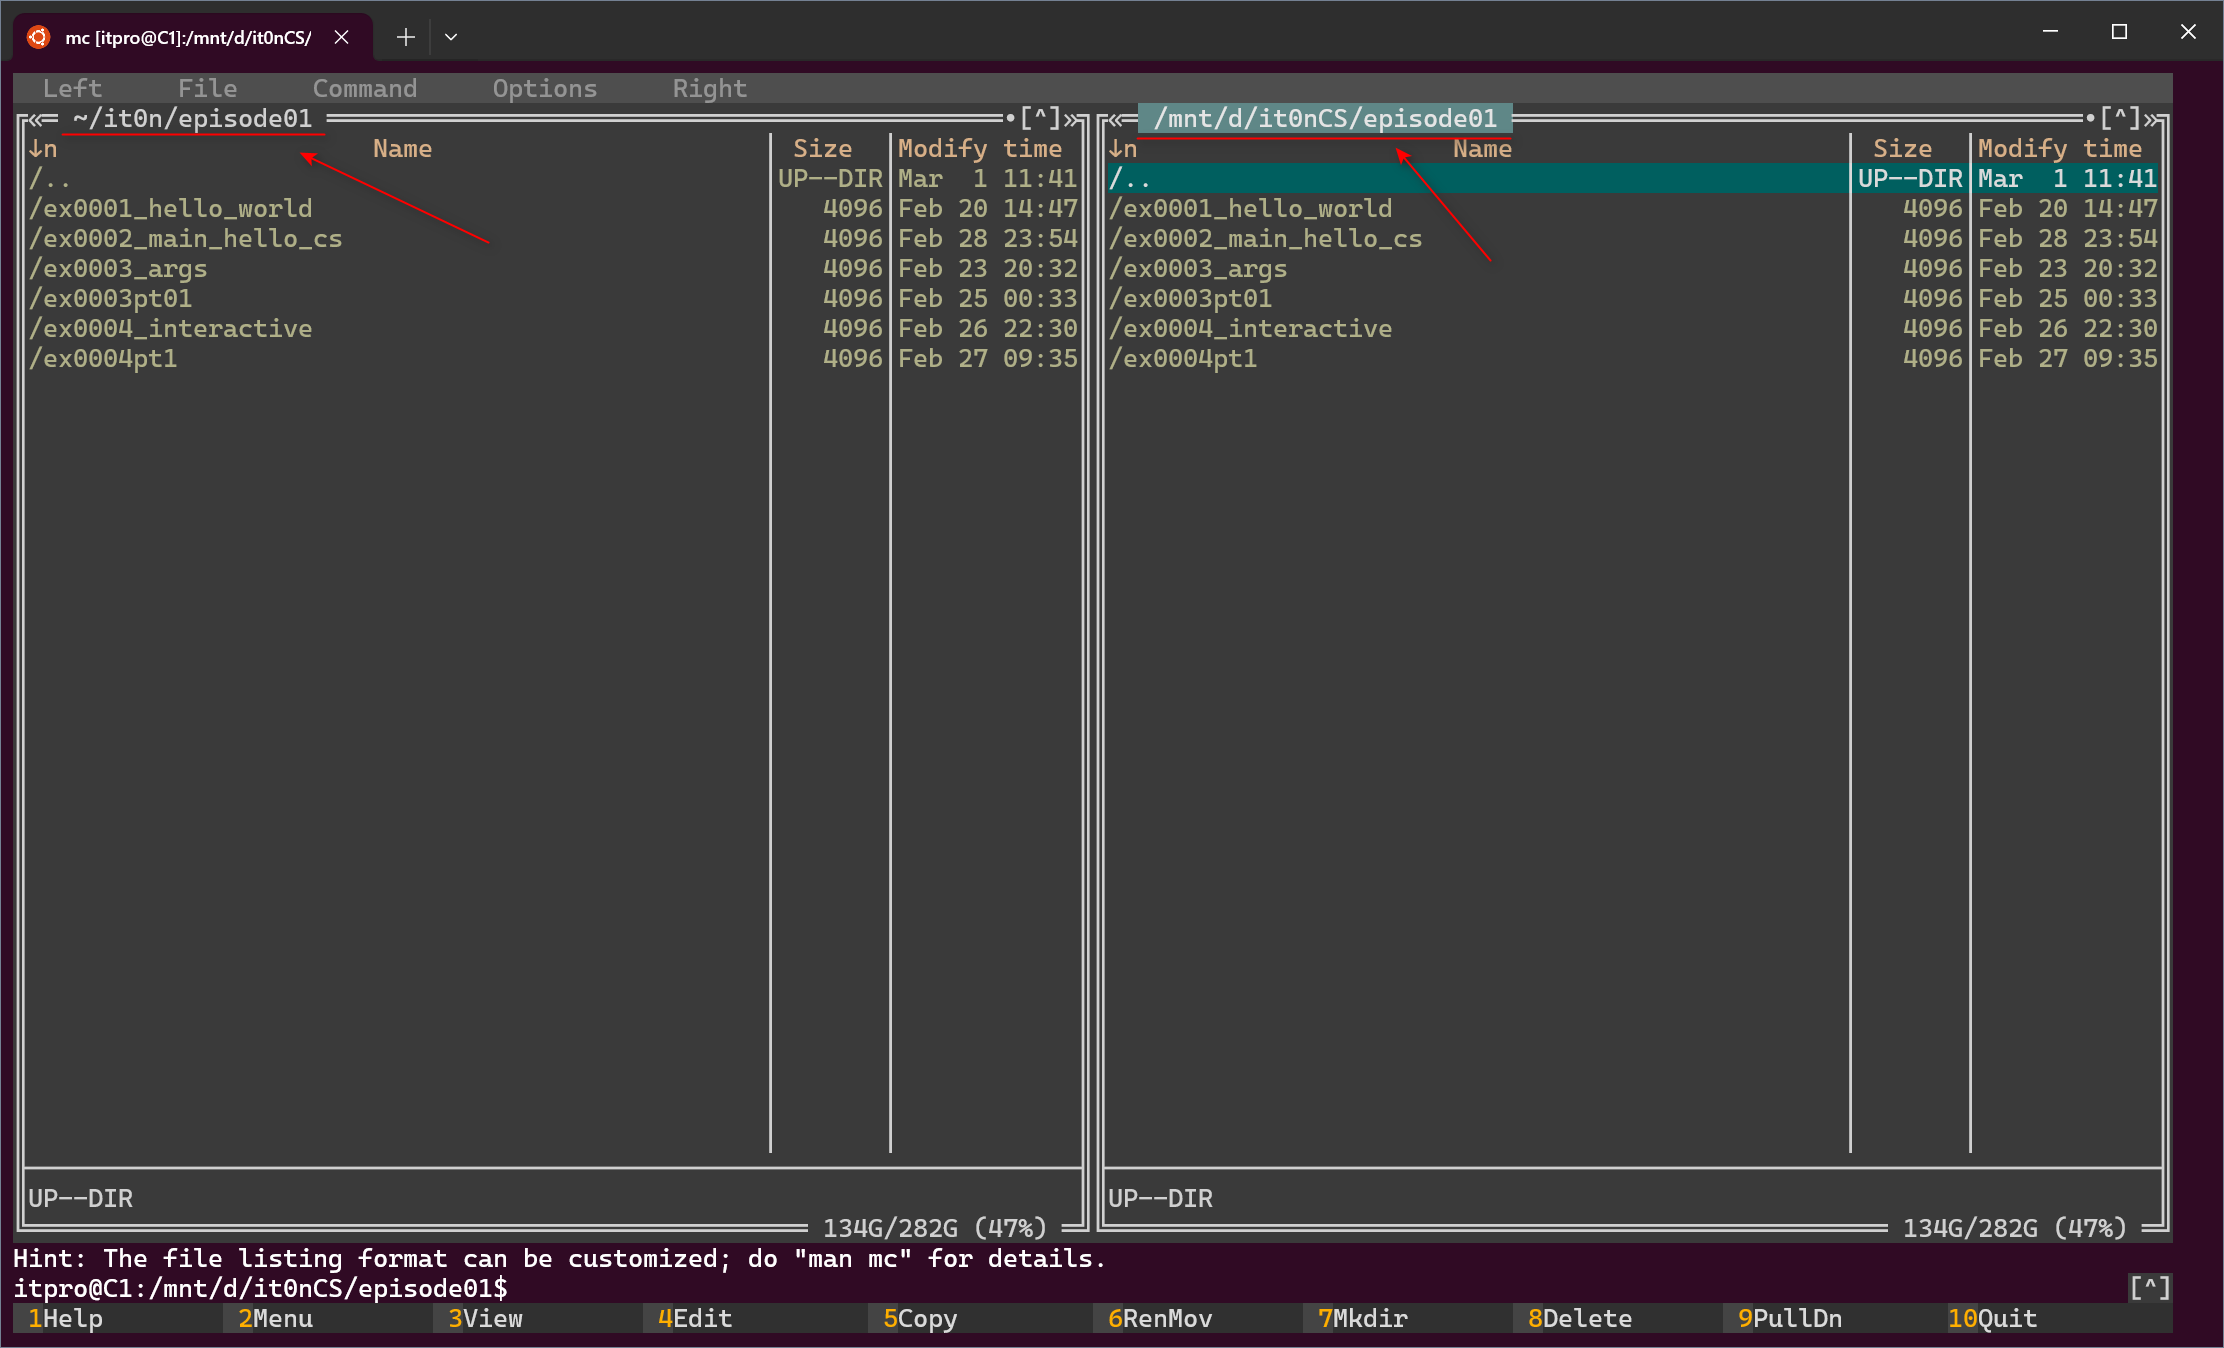 mc [itpro@C1]:/mnt/d/it0nCS/
Left File Command Options Right
«═ ~/it0n/episode01 ═•[^]»
↓n Name Size Modify time
/.. UP--DIR Mar 1 11:41
/ex0001_hello_world 4096 Feb 20 14:47
/ex0002_main_hello_cs 4096 Feb 28 23:54
/ex0003_args 4096 Feb 23 20:32
/ex0003pt01 4096 Feb 25 00:33
/ex0004_interactive 4096 Feb 26 22:30
/ex0004pt1 4096 Feb 27 09:35
UP--DIR
134G/282G (47%)
«═ /mnt/d/it0nCS/episode01 ═•[^]»
↓n Name Size Modify time
/.. UP--DIR Mar 1 11:41
/ex0001_hello_world 4096 Feb 20 14:47
/ex0002_main_hello_cs 4096 Feb 28 23:54
/ex0003_args 4096 Feb 23 20:32
/ex0003pt01 4096 Feb 25 00:33
/ex0004_interactive 4096 Feb 26 22:30
/ex0004pt1 4096 Feb 27 09:35
UP--DIR
134G/282G (47%)
Hint: The file listing format can be customized; do "man mc" for details.
itpro@C1:/mnt/d/it0nCS/episode01$ [^]
1Help 2Menu 3View 4Edit 5Copy 6RenMov 7Mkdir 8Delete 9PullDn 10Quit